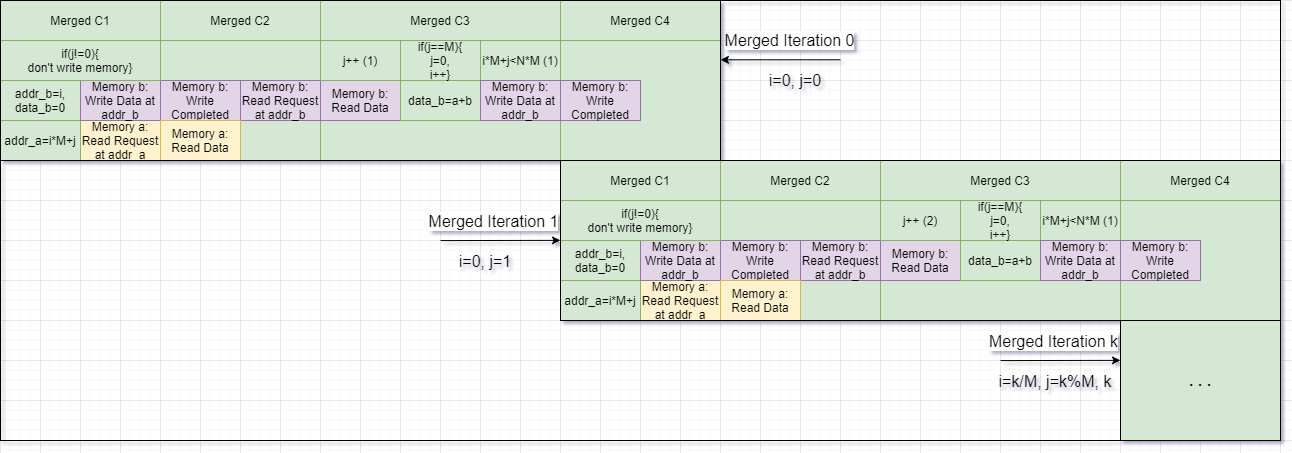 Merged C1 Merged C2 Merged C3 Merged C4
if(j!=0){
don't write memory}
j++ (1)
if(j==M){
j=0,
i++}
i*M+j<N*M (1)
Merged Iteration 0
i=0, j=0
addr_b=i,
data_b=0
Memory b:
Write Data at
addr_b
Memory b:
Write
Completed
Memory b:
Read Request
at addr_b
Memory b:
Read Data
data_b=a+b
Memory b:
Write Data at
addr_b
Memory b:
Write
Completed
addr_a=i*M+j
Memory a:
Read Request
at addr_a
Memory a:
Read Data
Merged C1 Merged C2 Merged C3 Merged C4
Merged Iteration 1
i=0, j=1
if(j!=0){
don't write memory}
j++ (2)
if(j==M){
j=0,
i++}
i*M+j<N*M (1)
addr_b=i,
data_b=0
Memory b:
Write Data at
addr_b
Memory b:
Write
Completed
Memory b:
Read Request
at addr_b
Memory b:
Read Data
data_b=a+b
Memory b:
Write Data at
addr_b
Memory b:
Write
Completed
addr_a=i*M+j
Memory a:
Read Request
at addr_a
Memory a:
Read Data
Merged Iteration k
i=k/M, j=k%M, k
...